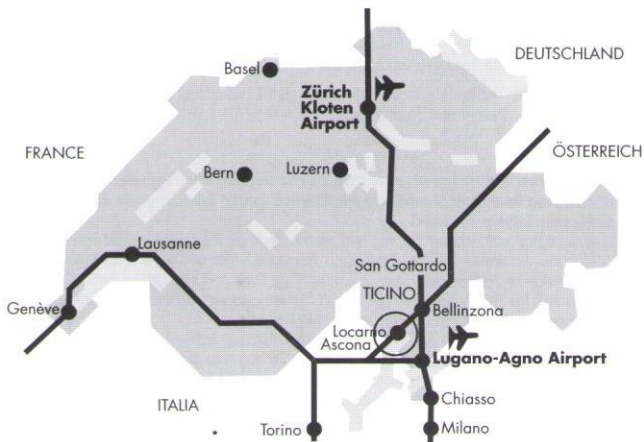 DEUTSCHLAND
Basel
Zürich
Kloten
Airport
FRANCE
ÖSTERREICH
Bern
Luzern
Lausanne
San Gottardo
TICINO
Genève
Bellinzona
Locarno
Ascona
Lugano-Agno Airport
ITALIA
Chiasso
Torino
Milano